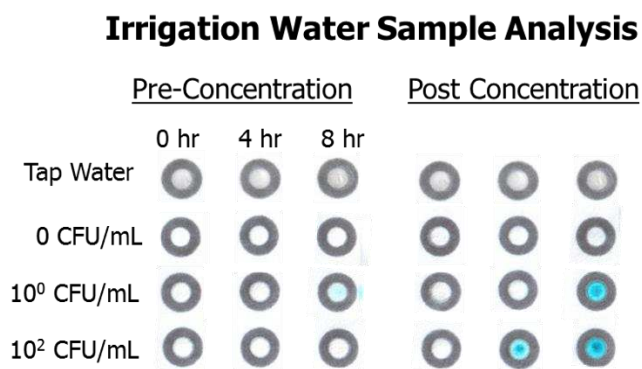 Irrigation Water Sample Analysis
Pre-Concentration Post Concentration
0 hr 4 hr 8 hr
Tap Water
0 CFU/mL
10⁰ CFU/mL
10² CFU/mL